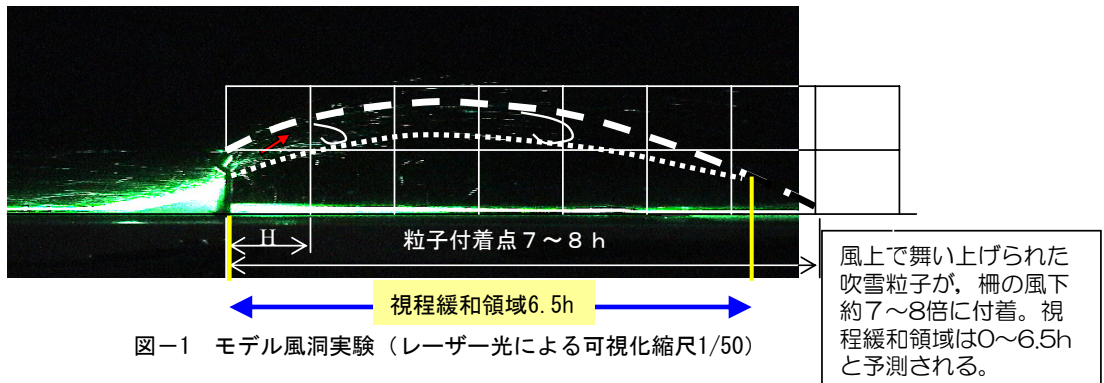 H
粒子付着点7~8h
視程緩和領域6.5h
風上で舞い上げられた
吹雪粒子が,柵の風下
約7~8倍に付着。視
程緩和領域は0~6.5h
と予測される。
図-1 モデル風洞実験(レーザー光による可視化縮尺1/50)